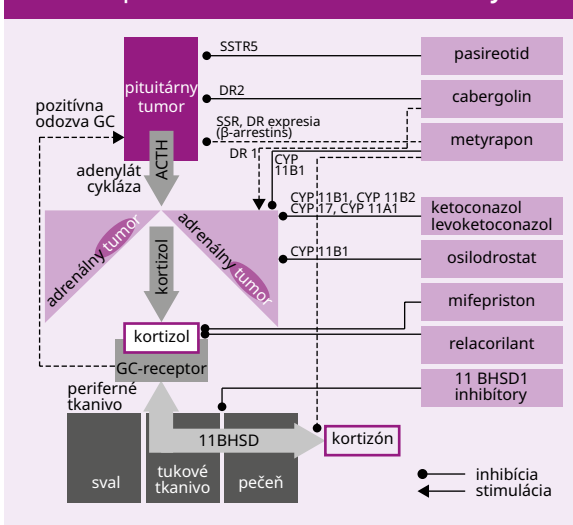 SSTR5
pasireotid
pituitárny
tumor
DR2
cabergolin
pozitívna
odozva GC
SSR, DR expresia
(β-arrestins)
metyrapon
DR 1
ACTH
CYP
11B1
adenylát
cykláza
CYP 11B1, CYP 11B2
CYP 17, CYP 11A1
ketoconazol
levoketoconazol
adrenálny tumor
adrenálny tumor
kortizol
CYP 11B1
osilodrostat
mifepriston
kortizol
relacorilant
GC-receptor
periferné
tkanivo
11 BHSD1
inhibítory
11BHSD
kortizón
sval
tukové
tkanivo
pečeň
inhibícia
stimulácia